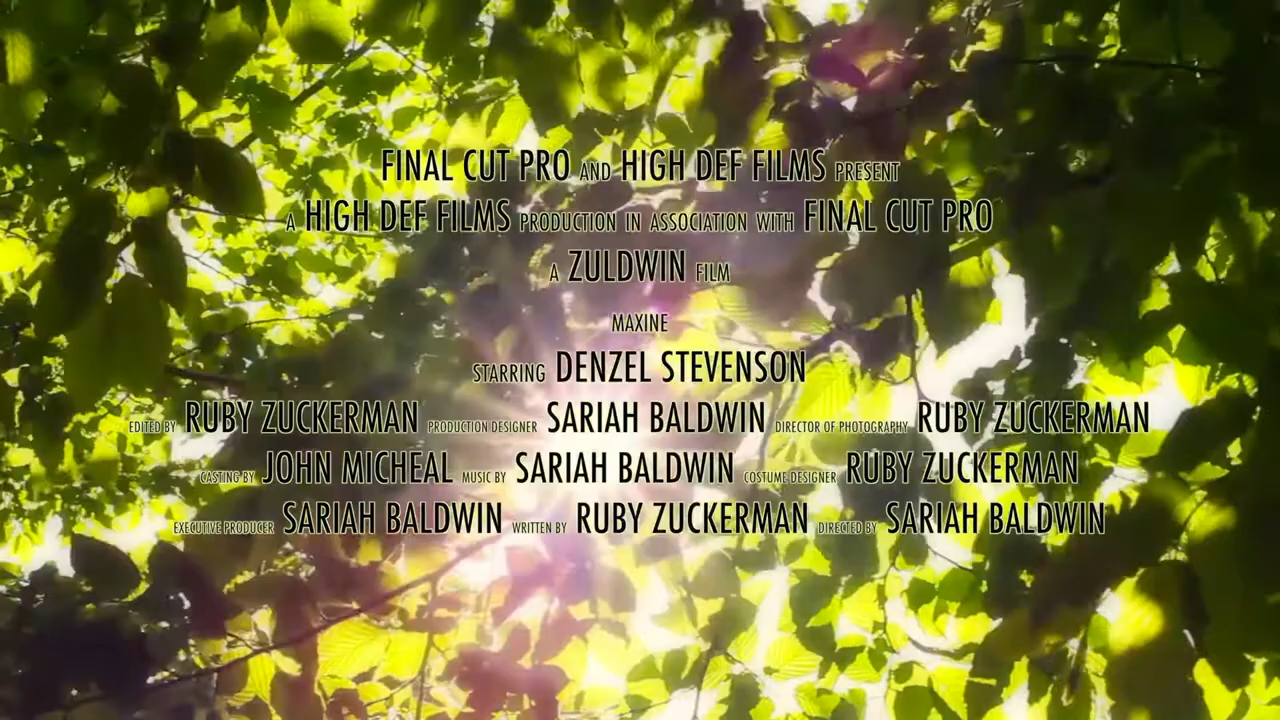 FINAL CUT PRO AND HIGH DEF FILMS PRESENT
A HIGH DEF FILMS PRODUCTION IN ASSOCIATION WITH FINAL CUT PRO
A ZULDWIN FILM
MAXINE
STARRING DENZEL STEVENSON
EDITED BY RUBY ZUCKERMAN PRODUCTION DESIGNER SARIAH BALDWIN DIRECTOR OF PHOTOGRAPHY RUBY ZUCKERMAN
CASTING BY JOHN MICHEAL MUSIC BY SARIAH BALDWIN COSTUME DESIGNER RUBY ZUCKERMAN
EXECUTIVE PRODUCER SARIAH BALDWIN WRITTEN BY RUBY ZUCKERMAN DIRECTED BY SARIAH BALDWIN